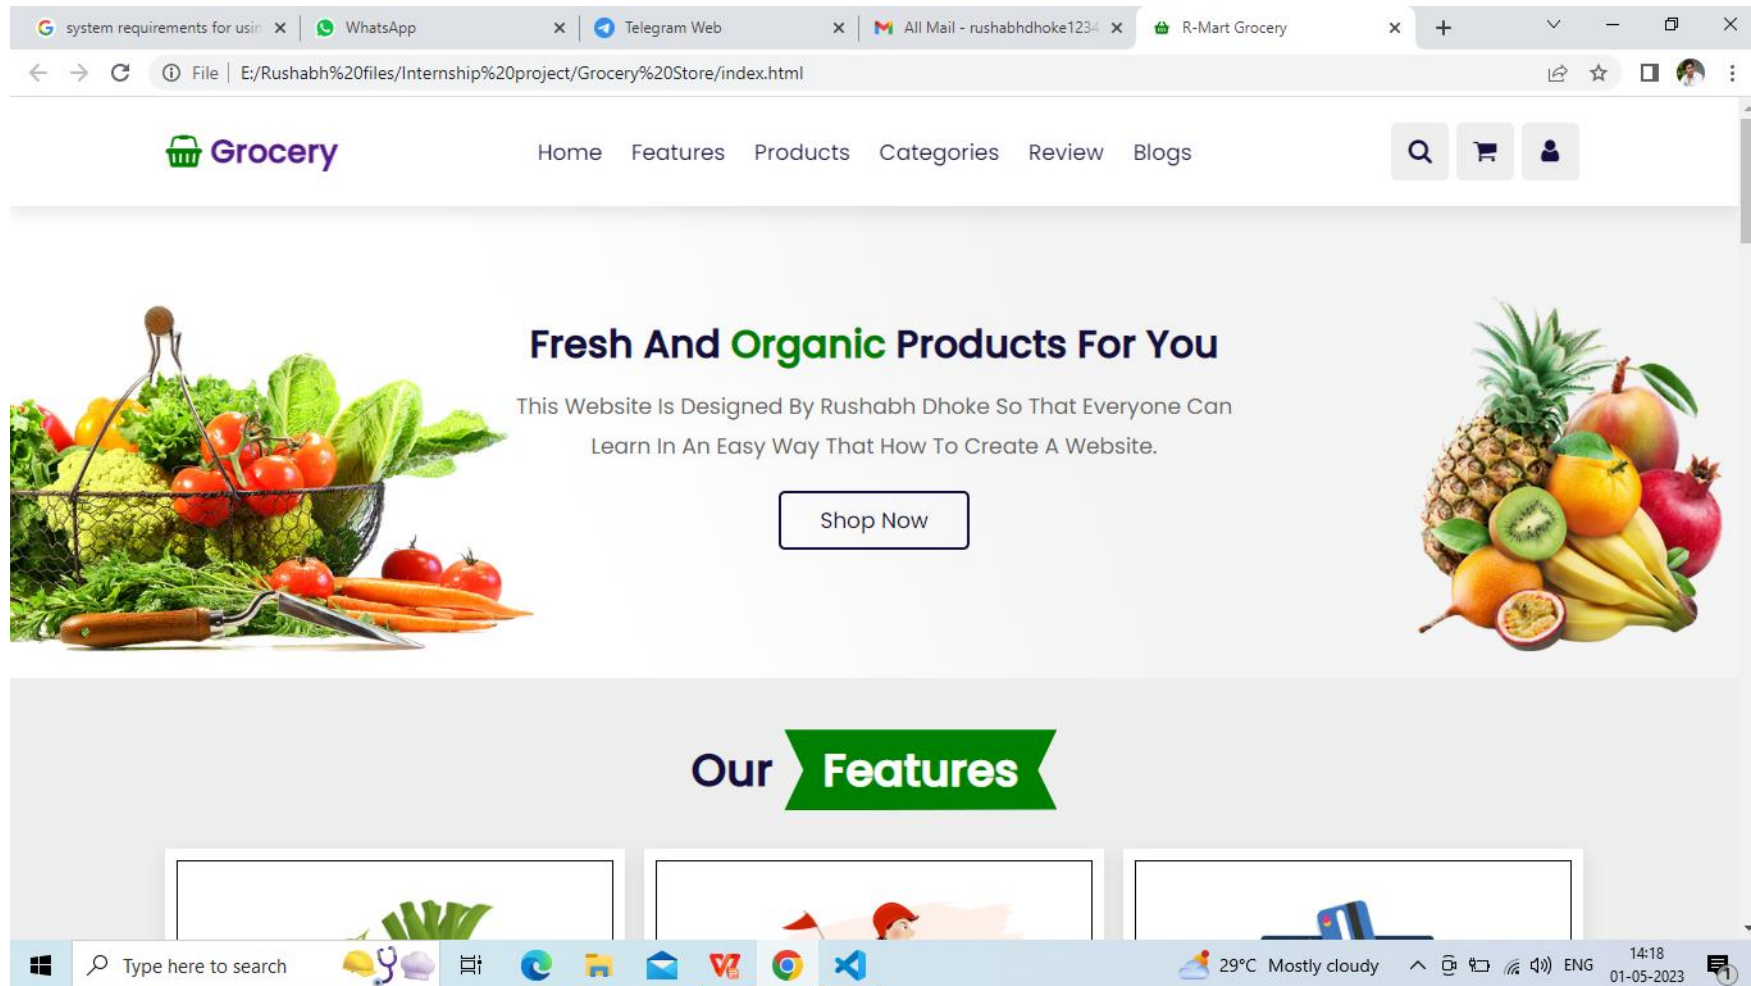 system requirements for usin
WhatsApp
Telegram Web
All Mail - rushabhdhoke1234
R-Mart Grocery
File | E:/Rushabh%20files/Internship%20project/Grocery%20Store/index.html
Grocery
Home Features Products Categories Review Blogs
Fresh And Organic Products For You
This Website Is Designed By Rushabh Dhoke So That Everyone Can
Learn In An Easy Way That How To Create A Website.
Shop Now
Our Features
Type here to search
29°C Mostly cloudy
ENG
14:18
01-05-2023
1